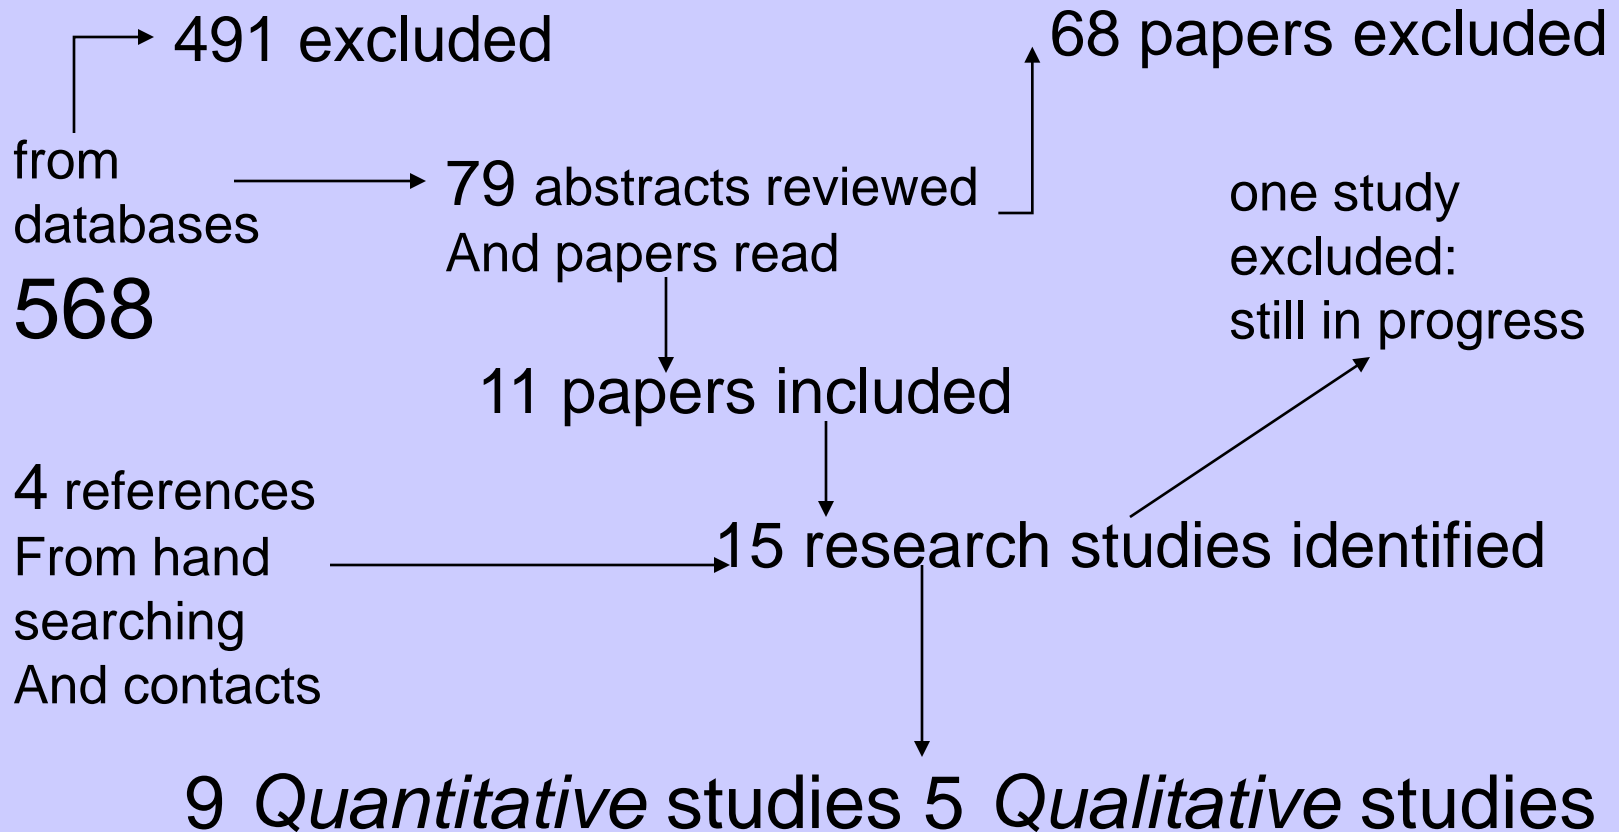 491 excluded
68 papers excluded
from
databases
568
79 abstracts reviewed
And papers read
one study
excluded:
still in progress
11 papers included
4 references
From hand
searching
And contacts
15 research studies identified
9 Quantitative studies 5 Qualitative studies